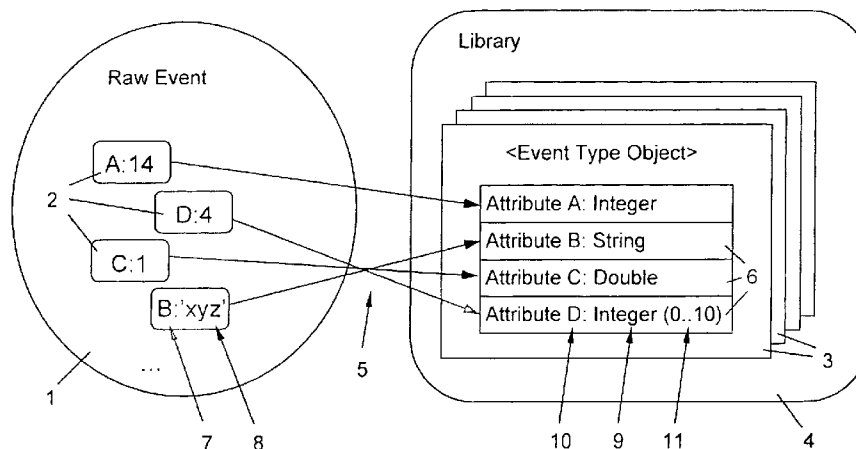 Library
Raw Event
<Event Type Object>
A:14
2
D:4
C:1
B:'xyz'
...
Attribute A: Integer
Attribute B: String
Attribute C: Double
Attribute D: Integer (0..10)
6
5
3
1
7
8
10
9
11
4